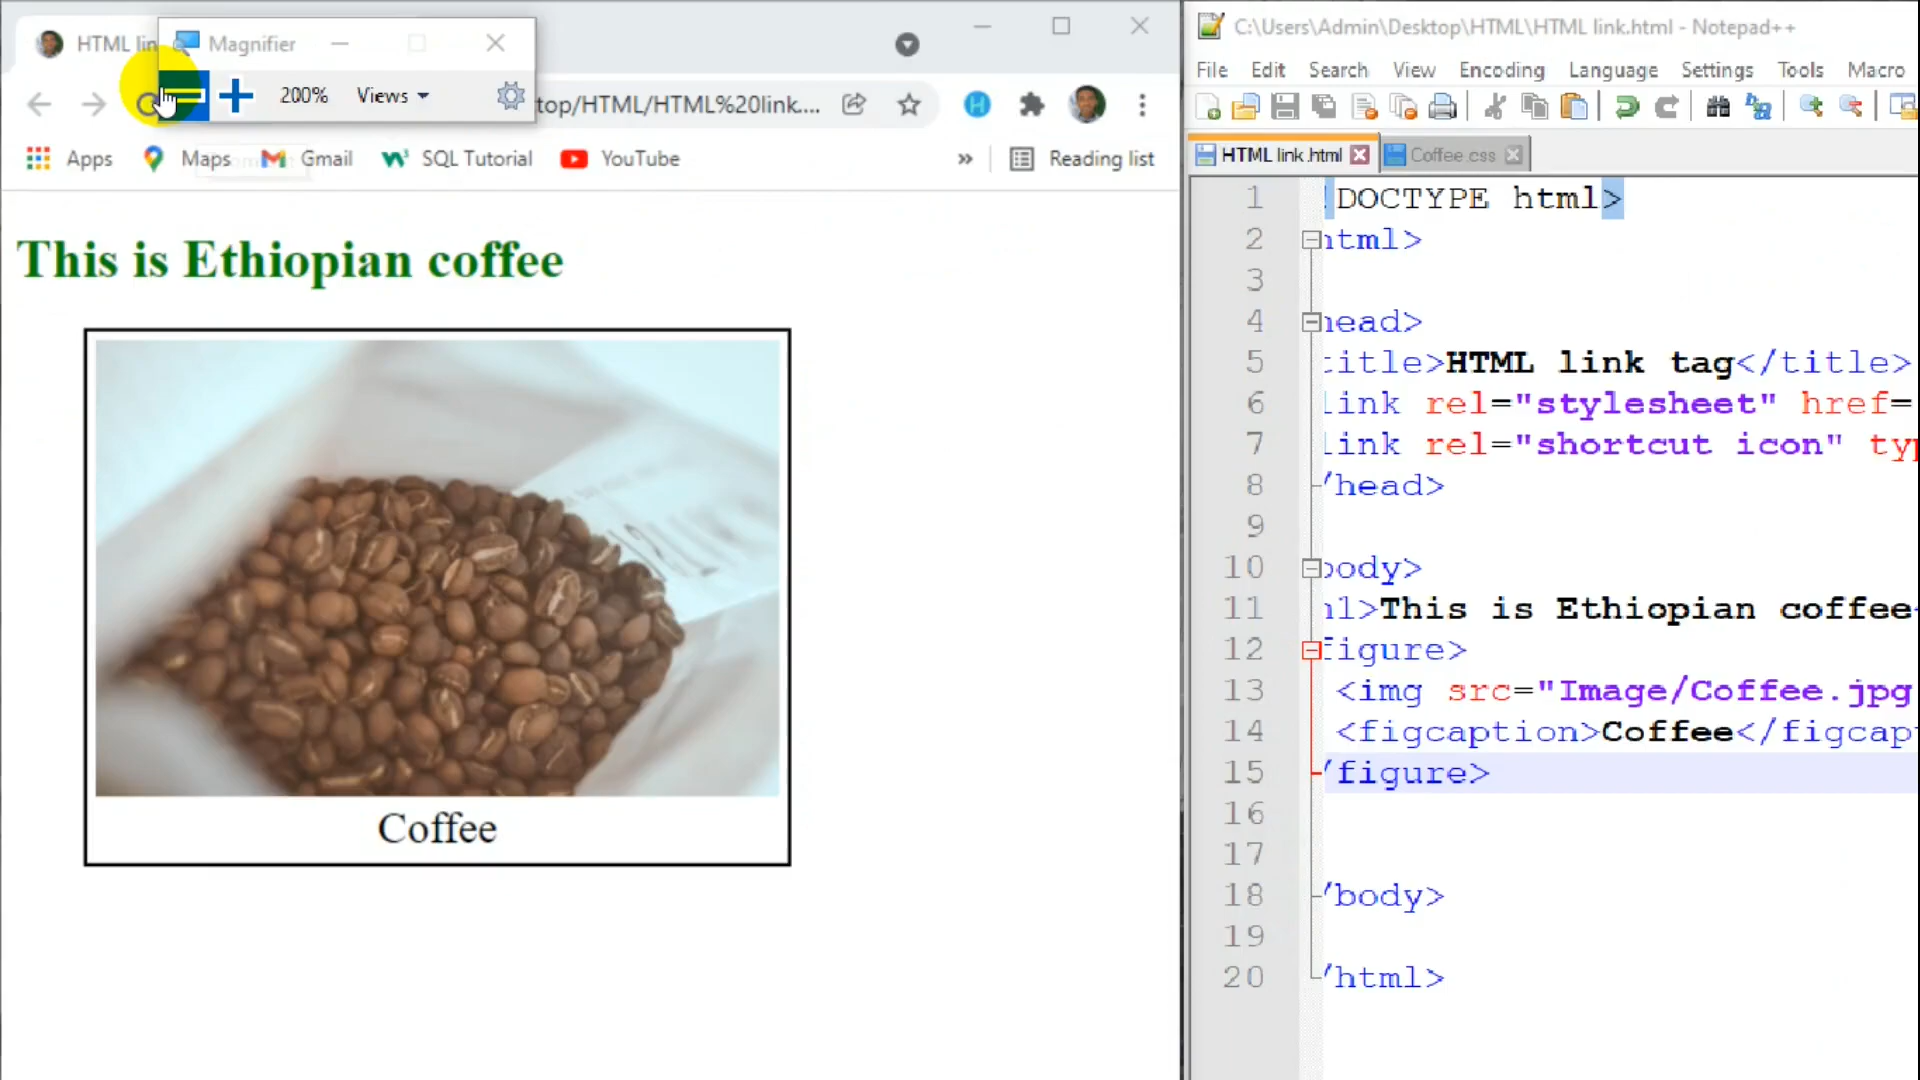 HTML lin
Magnifier
200% Views
top/HTML/HTML%20link....
Apps Maps Gmail SQL Tutorial YouTube » Reading list
This is Ethiopian coffee
Coffee
C:\Users\Admin\Desktop\HTML\HTML link.html - Notepad++
File Edit Search View Encoding Language Settings Tools Macro
HTML link.html Coffee.css
1 !DOCTYPE html>
2 html>
3
4 head>
5 title>HTML link tag</title>
6 link rel="stylesheet" href=
7 link rel="shortcut icon" typ
8 /head>
9
10 body>
11 h1>This is Ethiopian coffee
12 figure>
13 <img src="Image/Coffee.jpg
14 <figcaption>Coffee</figcap
15 /figure>
16
17
18 /body>
19
20 /html>